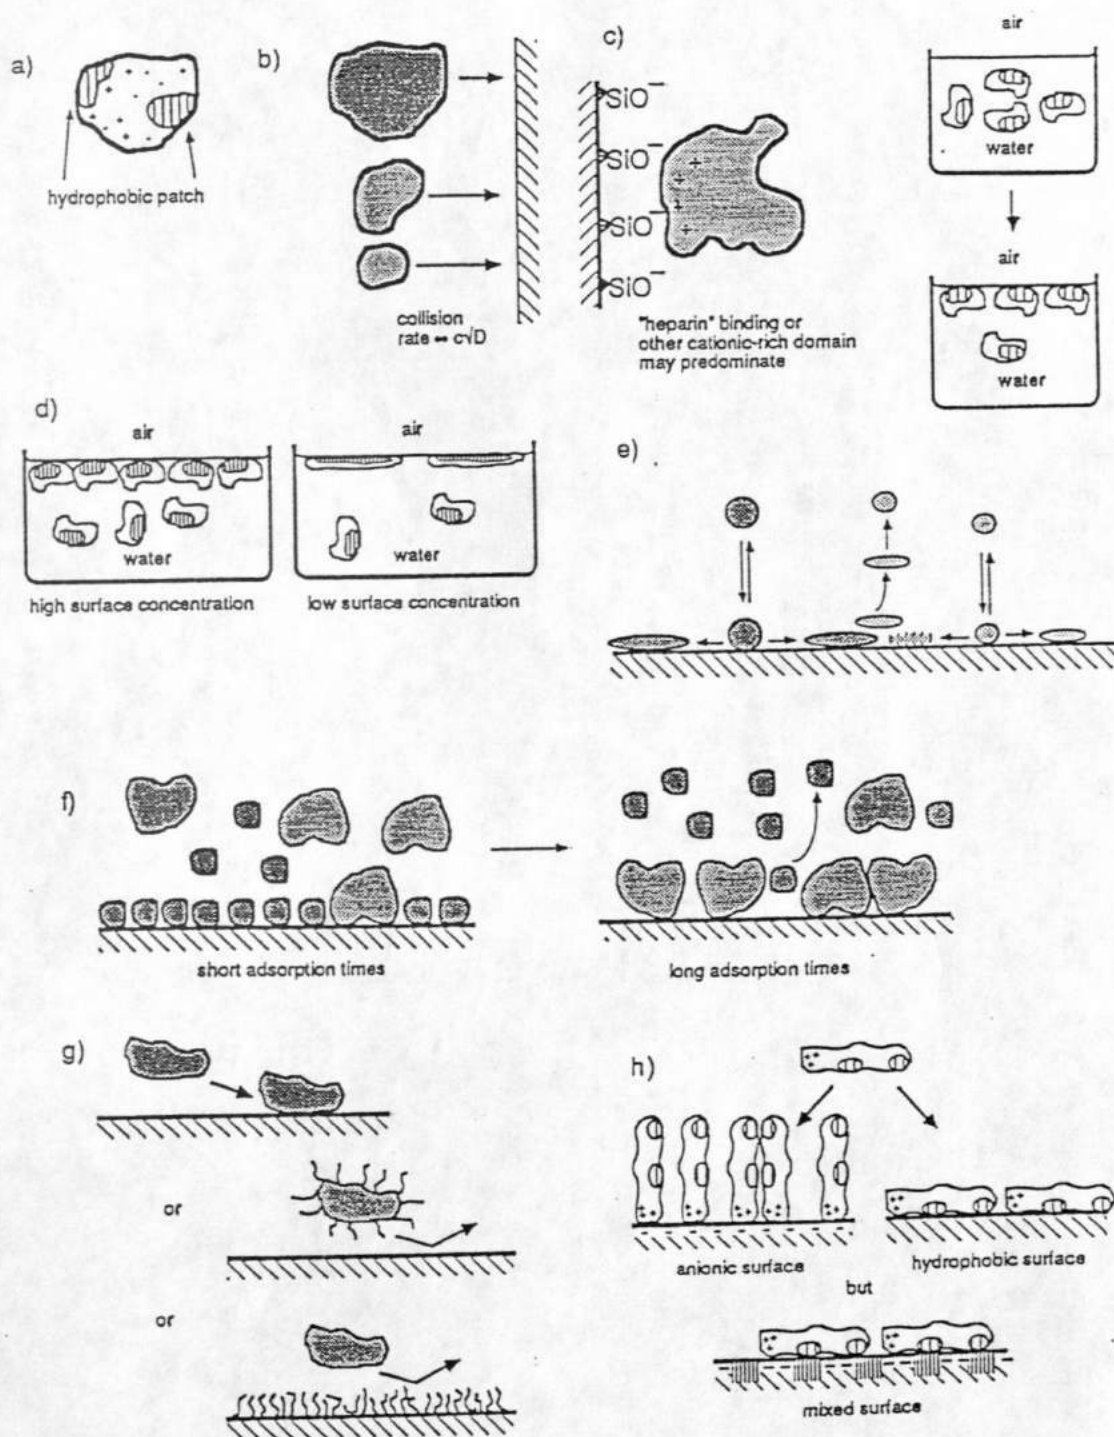 a)
hydrophobic patch
b)
collision
rate ∞ c√D
c)
SiO⁻
SiO⁻
SiO⁻
SiO⁻
"heparin" binding or
other cationic-rich domain
may predominate
air
water
air
water
d)
air
water
high surface concentration
air
water
low surface concentration
e)
f)
short adsorption times
long adsorption times
g)
or
or
h)
anionic surface
hydrophobic surface
but
mixed surface